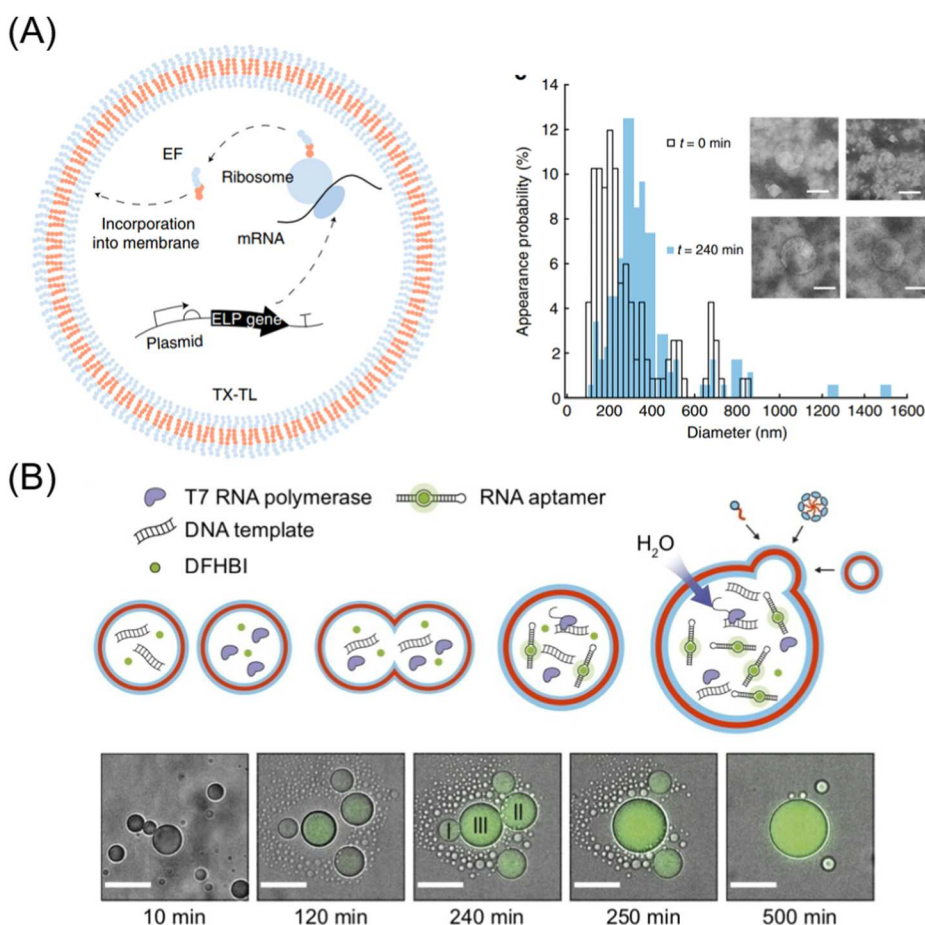 (A)
EF
Ribosome
Incorporation
into membrane
mRNA
ELP gene
T
Plasmid
TX-TL
Appearance probability (%)
14
12
10
8
6
4
2
0
t = 0 min
t = 240 min
0 200 400 600 800 1000 1200 1400 1600
Diameter (nm)
(B)
T7 RNA polymerase
RNA aptamer
DNA template
DFHBI
H₂O
I III II
10 min 120 min 240 min 250 min 500 min